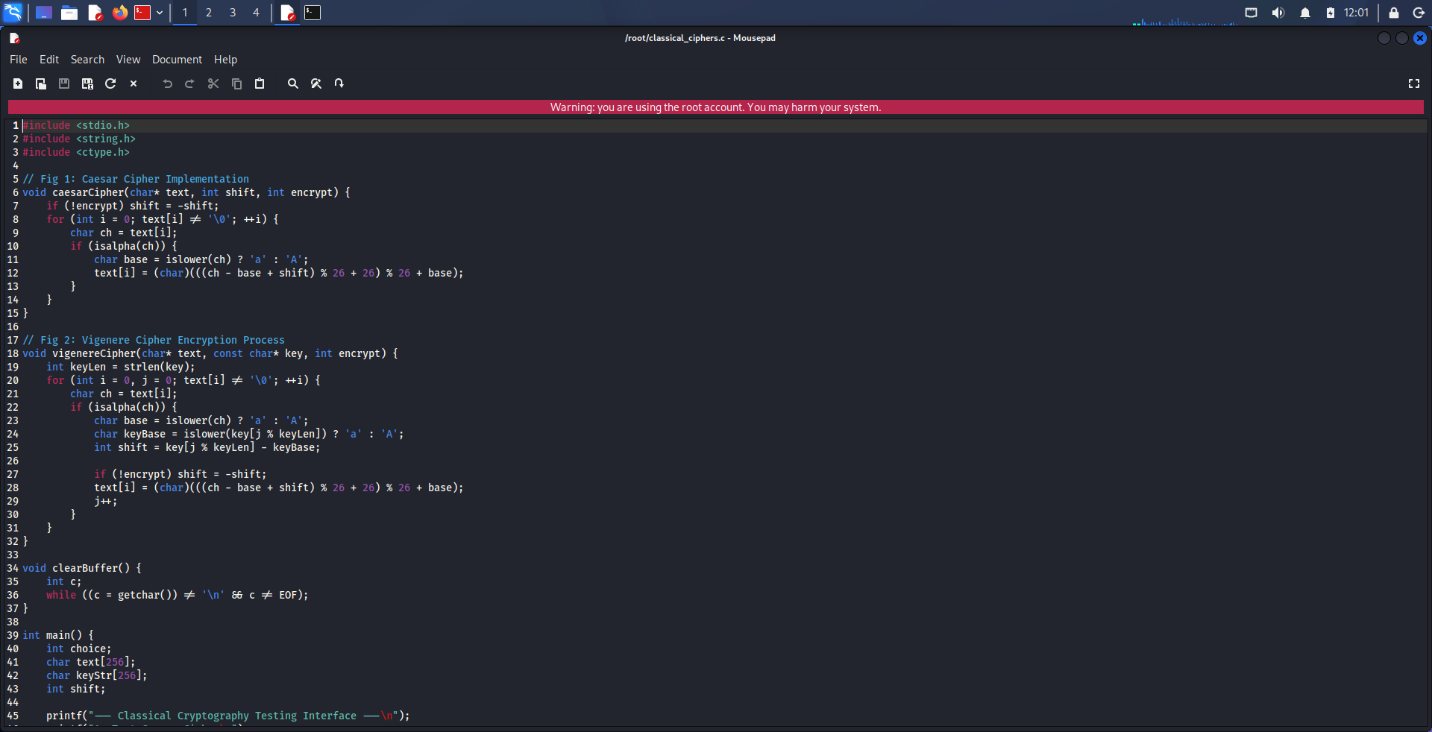 1 2 3 4 12:01
/root/classical_ciphers.c - Mousepad
File Edit Search View Document Help
Warning: you are using the root account. You may harm your system.
1 #include <stdio.h>
2 #include <string.h>
3 #include <ctype.h>
4
5 // Fig 1: Caesar Cipher Implementation
6 void caesarCipher(char* text, int shift, int encrypt) {
7     if (!encrypt) shift = -shift;
8     for (int i = 0; text[i] != '\0'; ++i) {
9         char ch = text[i];
10         if (isalpha(ch)) {
11             char base = islower(ch) ? 'a' : 'A';
12             text[i] = (char)(((ch - base + shift) % 26 + 26) % 26 + base);
13         }
14     }
15 }
16
17 // Fig 2: Vigenere Cipher Encryption Process
18 void vigenereCipher(char* text, const char* key, int encrypt) {
19     int keyLen = strlen(key);
20     for (int i = 0, j = 0; text[i] != '\0'; ++i) {
21         char ch = text[i];
22         if (isalpha(ch)) {
23             char base = islower(ch) ? 'a' : 'A';
24             char keyBase = islower(key[j % keyLen]) ? 'a' : 'A';
25             int shift = key[j % keyLen] - keyBase;
26
27             if (!encrypt) shift = -shift;
28             text[i] = (char)(((ch - base + shift) % 26 + 26) % 26 + base);
29             j++;
30         }
31     }
32 }
33
34 void clearBuffer() {
35     int c;
36     while ((c = getchar()) != '\n' && c != EOF);
37 }
38
39 int main() {
40     int choice;
41     char text[256];
42     char keyStr[256];
43     int shift;
44
45     printf("--- Classical Cryptography Testing Interface ---\n");